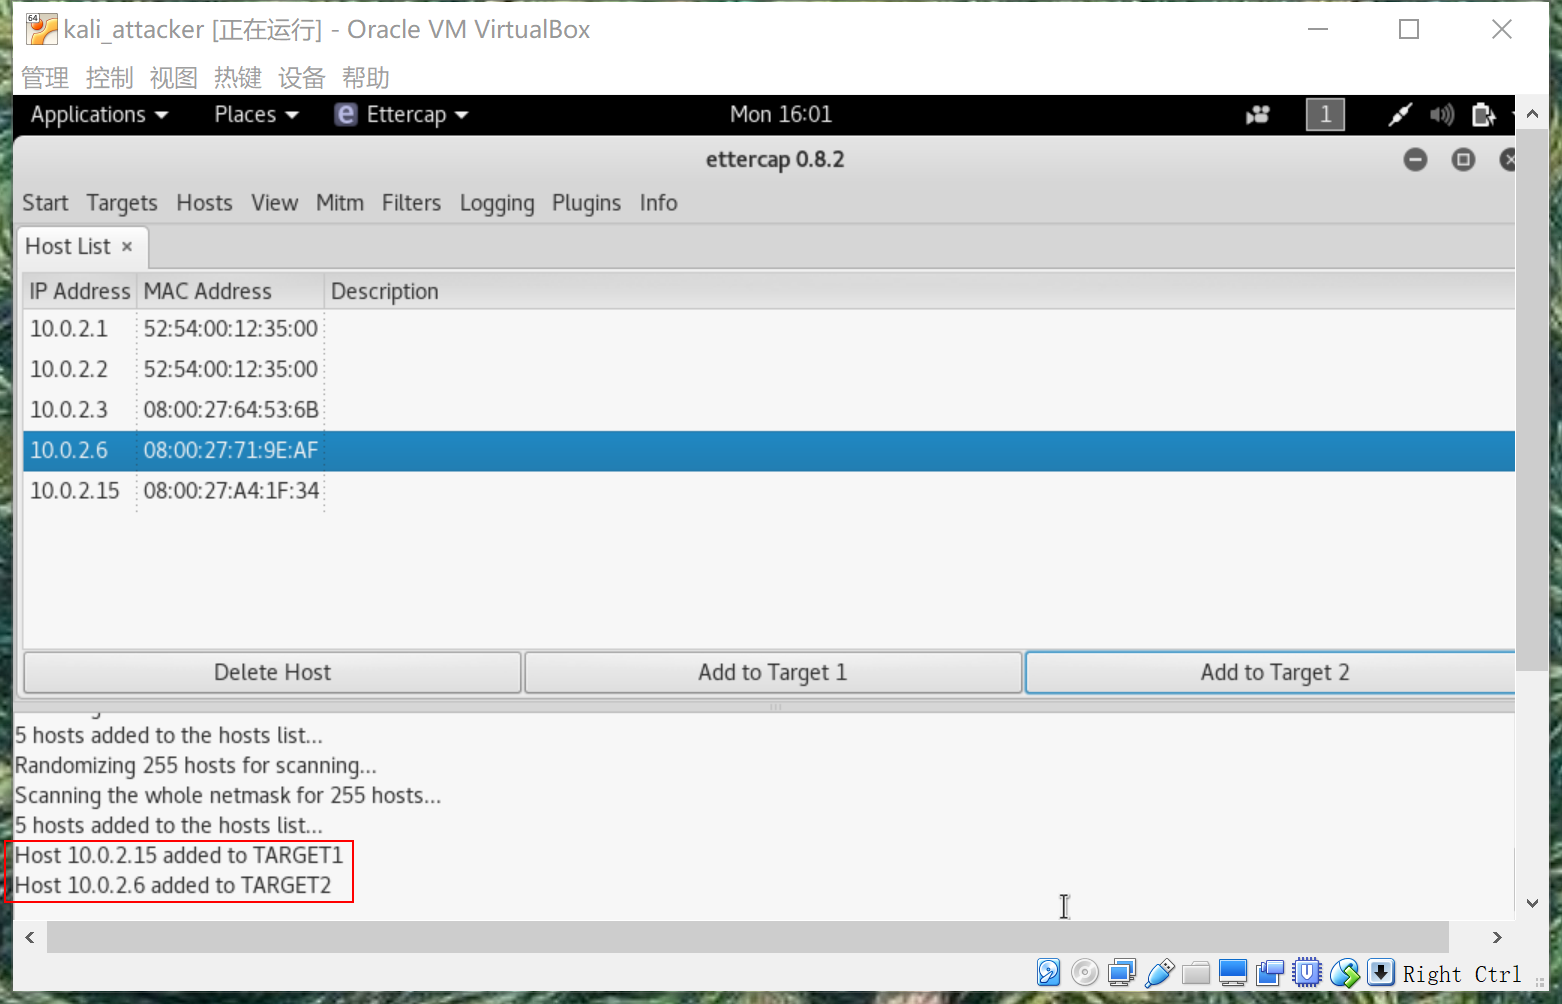 kali_attacker [正在运行] - Oracle VM VirtualBox
管理 控制 视图 热键 设备 帮助
Applications Places Ettercap Mon 16:01 1
ettercap 0.8.2
Start Targets Hosts View Mitm Filters Logging Plugins Info
Host List ×
IP Address MAC Address Description
10.0.2.1 52:54:00:12:35:00
10.0.2.2 52:54:00:12:35:00
10.0.2.3 08:00:27:64:53:6B
10.0.2.6 08:00:27:71:9E:AF
10.0.2.15 08:00:27:A4:1F:34
Delete Host Add to Target 1 Add to Target 2
5 hosts added to the hosts list...
Randomizing 255 hosts for scanning...
Scanning the whole netmask for 255 hosts...
5 hosts added to the hosts list...
Host 10.0.2.15 added to TARGET1
Host 10.0.2.6 added to TARGET2
Right Ctrl